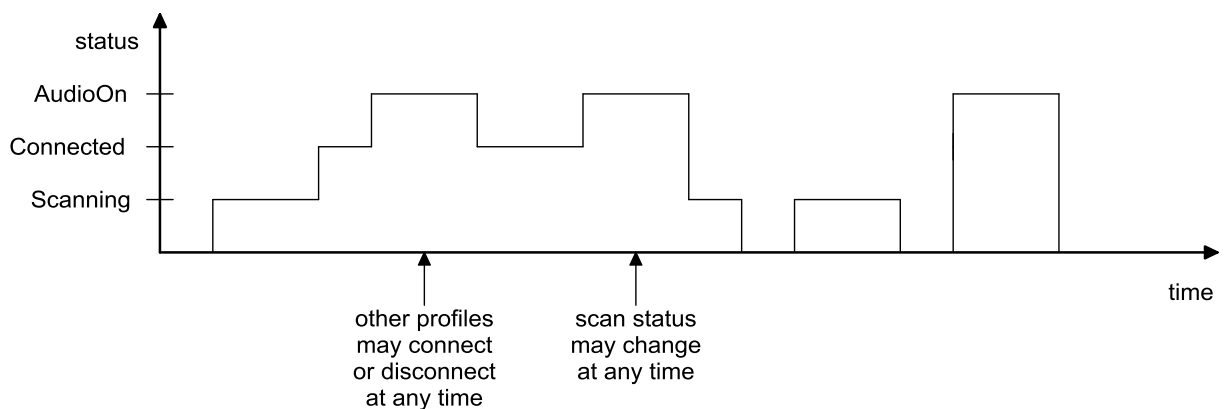 status
AudioOn
Connected
Scanning
time
other profiles
may connect
or disconnect
at any time
scan status
may change
at any time